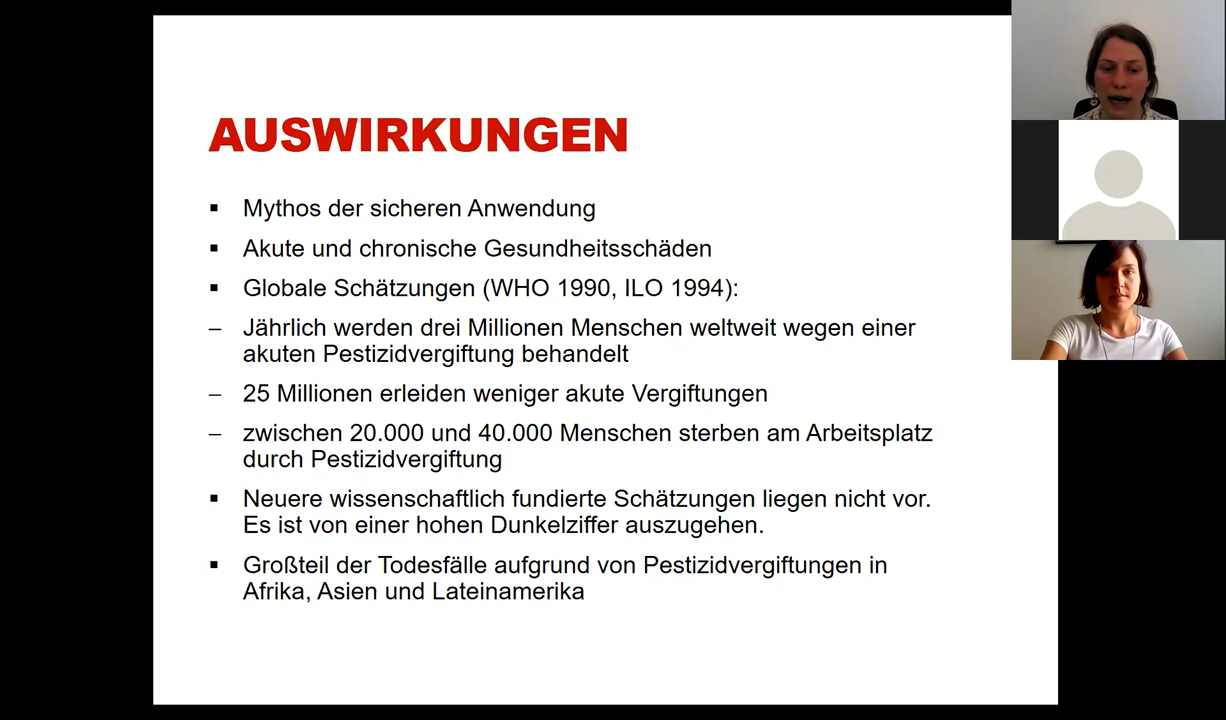 AUSWIRKUNGEN
▪ Mythos der sicheren Anwendung
▪ Akute und chronische Gesundheitsschäden
▪ Globale Schätzungen (WHO 1990, ILO 1994):
– Jährlich werden drei Millionen Menschen weltweit wegen einer
akuten Pestizidvergiftung behandelt
– 25 Millionen erleiden weniger akute Vergiftungen
– zwischen 20.000 und 40.000 Menschen sterben am Arbeitsplatz
durch Pestizidvergiftung
▪ Neuere wissenschaftlich fundierte Schätzungen liegen nicht vor.
Es ist von einer hohen Dunkelziffer auszugehen.
▪ Großteil der Todesfälle aufgrund von Pestizidvergiftungen in
Afrika, Asien und Lateinamerika